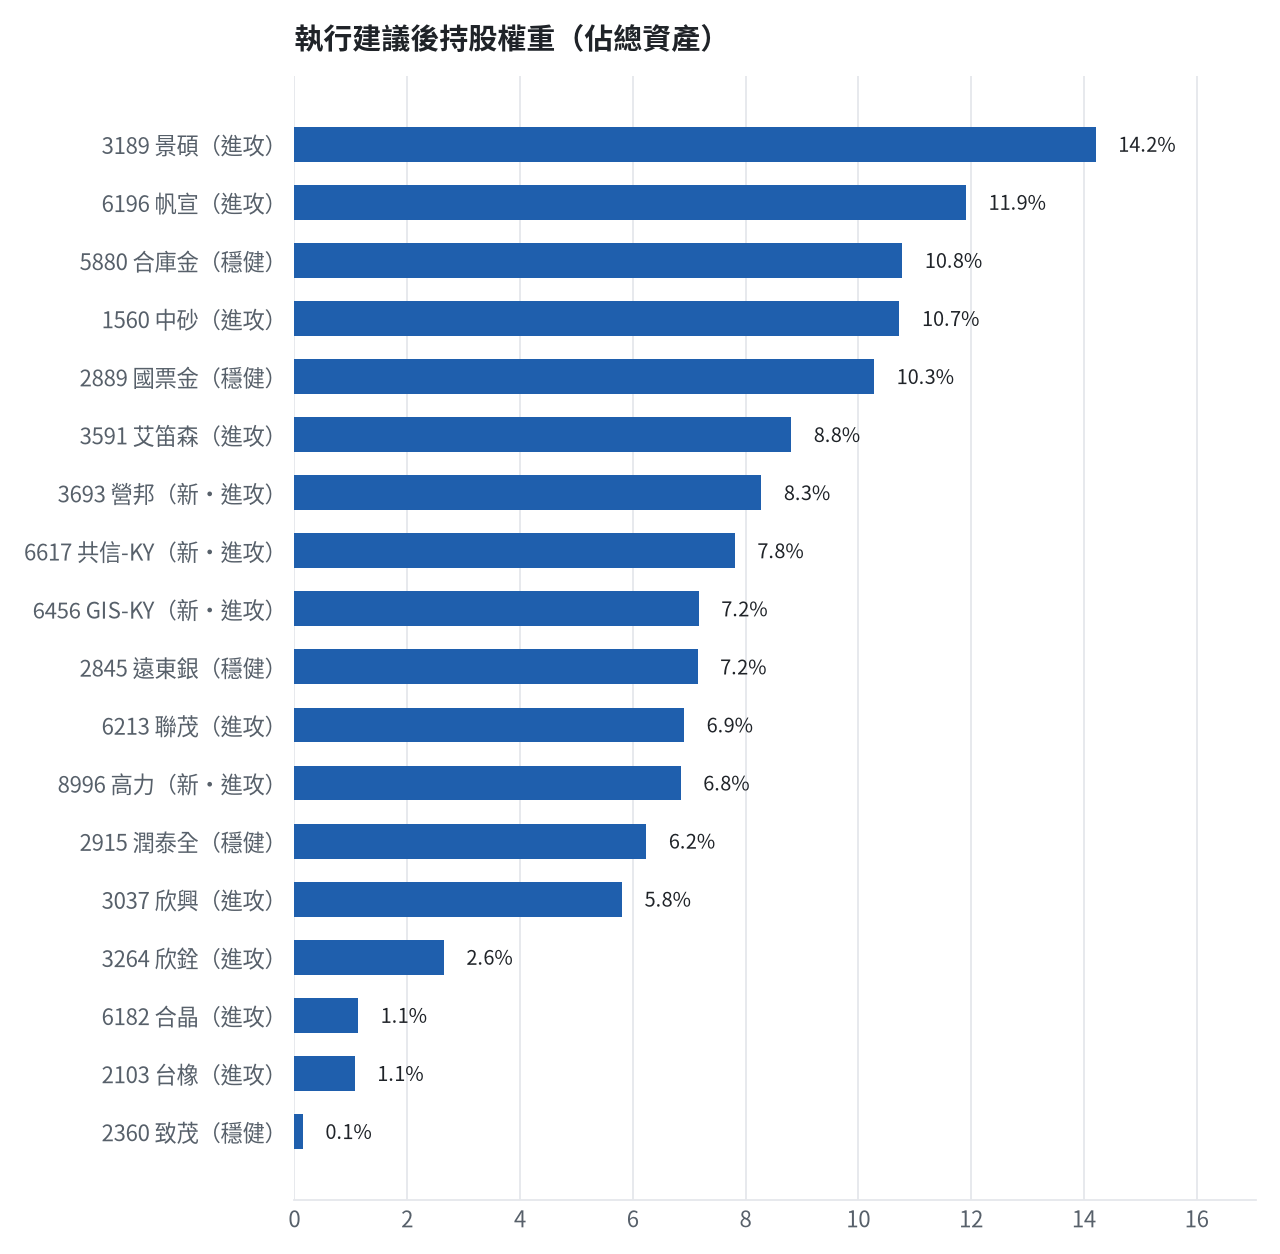 執行建議後持股權重（佔總資產）
3189 景碩（進攻） 14.2%
6196 帆宣（進攻） 11.9%
5880 合庫金（穩健） 10.8%
1560 中砂（進攻） 10.7%
2889 國票金（穩健） 10.3%
3591 艾笛森（進攻） 8.8%
3693 營邦（新・進攻） 8.3%
6617 共信-KY（新・進攻） 7.8%
6456 GIS-KY（新・進攻） 7.2%
2845 遠東銀（穩健） 7.2%
6213 聯茂（進攻） 6.9%
8996 高力（新・進攻） 6.8%
2915 潤泰全（穩健） 6.2%
3037 欣興（進攻） 5.8%
3264 欣銓（進攻） 2.6%
6182 合晶（進攻） 1.1%
2103 台橡（進攻） 1.1%
2360 致茂（穩健） 0.1%
0 2 4 6 8 10 12 14 16